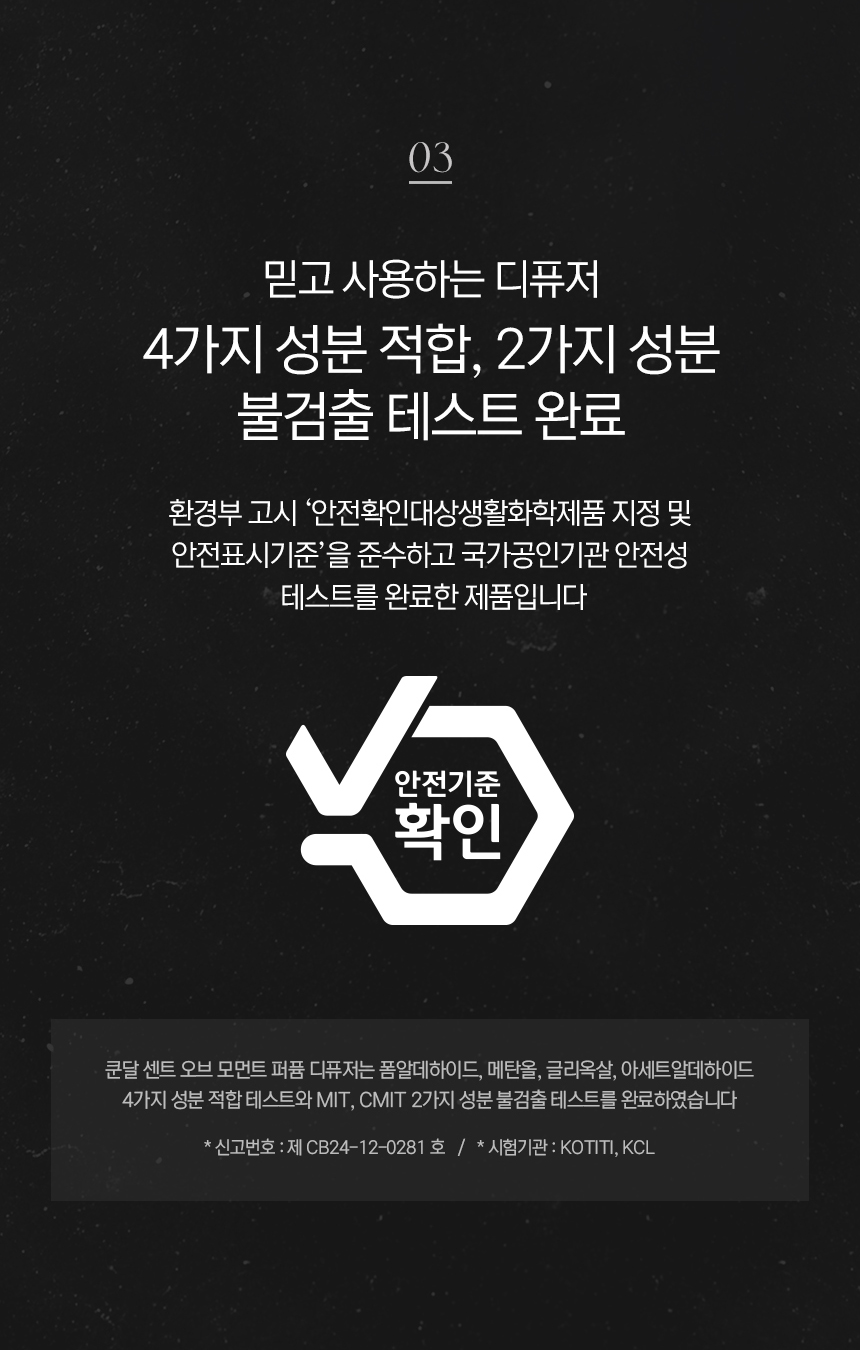 03
믿고 사용하는 디퓨저
4가지 성분 적합, 2가지 성분
불검출 테스트 완료
환경부 고시 ‘안전확인대상생활화학제품 지정 및
안전표시기준’을 준수하고 국가공인기관 안전성
테스트를 완료한 제품입니다
안전기준
확인
쿤달 센트 오브 모먼트 퍼퓸 디퓨저는 폼알데하이드, 메탄올, 글리옥살, 아세트알데하이드
4가지 성분 적합 테스트와 MIT, CMIT 2가지 성분 불검출 테스트를 완료하였습니다
* 신고번호 : 제 CB24-12-0281 호 / * 시험기관 : KOTITI, KCL